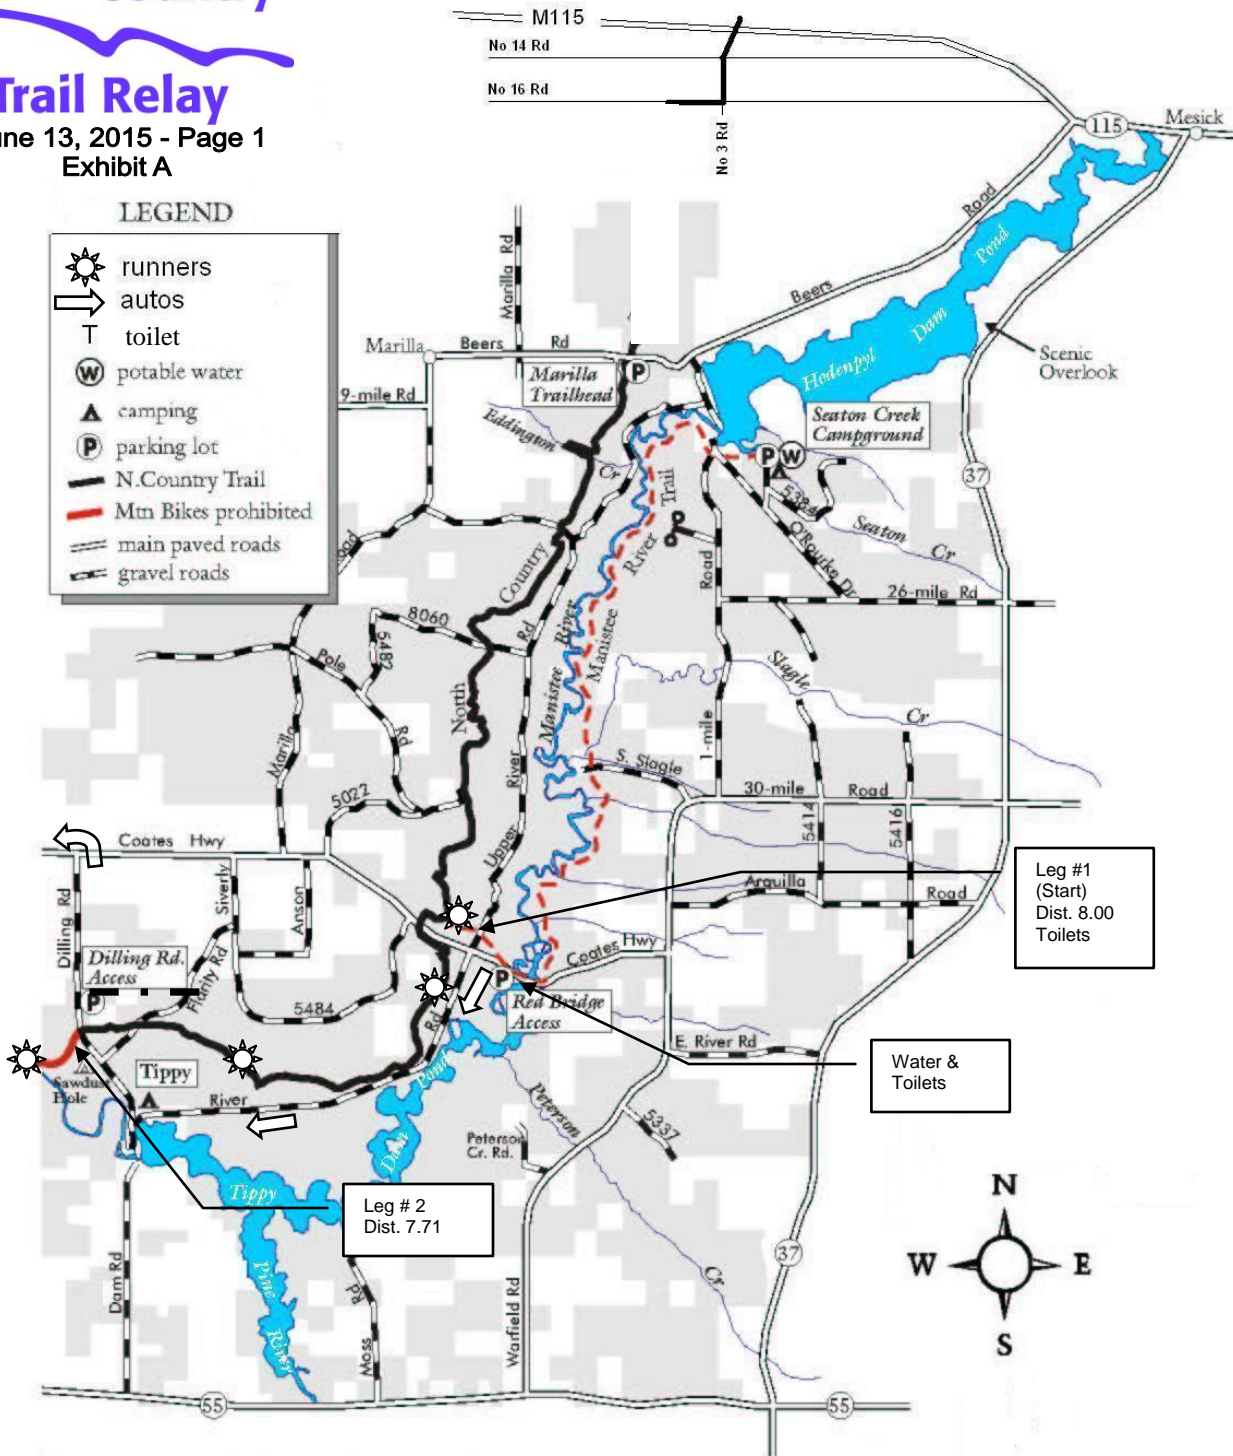 Country
Trail Relay
une 13, 2015 - Page 1
Exhibit A
LEGEND
runners
autos
T toilet
W potable water
camping
P parking lot
N.Country Trail
Mtn Bikes prohibited
main paved roads
gravel roads
M115
No 14 Rd
No 16 Rd
No 3 Rd
115
Mesick
Road
Beers
Pond
Dam
Hodenpyl
Scenic
Overlook
Marilla Rd
Marilla
Beers Rd
9-mile Rd
Marilla
Trailhead
P
Seaton Creek
Campground
P W
Eddington
Cr
37
5384
Seaton
Cr
O'Rourke Dr
26-mile Rd
Trail
River
Manistee
Road
1-mile
oad
Country
North
8060
5482
Pole
Rd
Rd
River
Upper
Manistee
River
Slagle
Cr
S. Slagle
30-mile Road
5414
5416
Marilla
5022
Coates Hwy
Dilling Rd
Siverly
Anson
Arquilla
Road
Leg #1
(Start)
Dist. 8.00
Toilets
Coates Hwy
Dilling Rd.
Access
P
Flarity Rd
5484
P
Red Bridge
Access
Rd
E. River Rd
Water &
Toilets
Sawdust
Hole
Tippy
River
Pond
Dam
Tippy
Peterson
Cr
Peterson
Cr. Rd.
5337
Leg # 2
Dist. 7.71
Pine
River
Dam Rd
Moss
Rd
Warfield Rd
37
N
W E
S
55
55